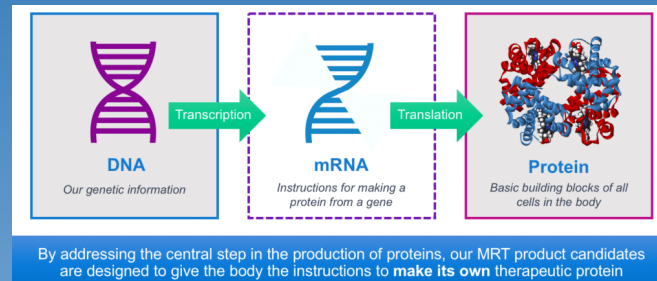 Transcription
Translation
DNA
Our genetic information
mRNA
Instructions for making a
protein from a gene
Protein
Basic building blocks of all
cells in the body
By addressing the central step in the production of proteins, our MRT product candidates
are designed to give the body the instructions to make its own therapeutic protein